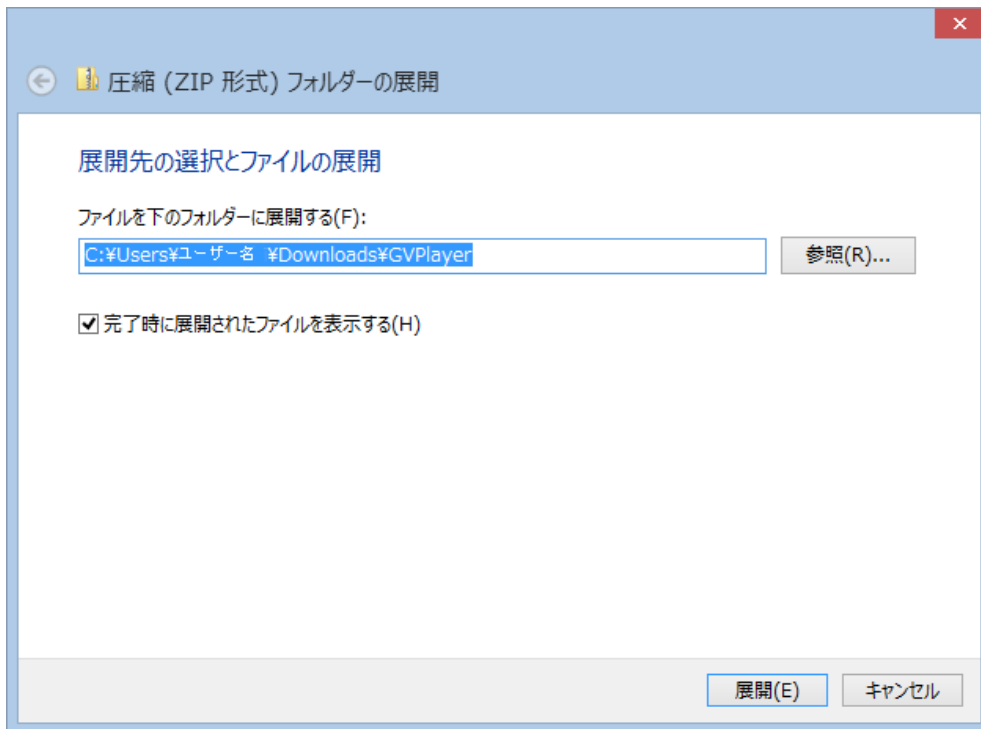 圧縮 (ZIP 形式) フォルダーの展開
展開先の選択とファイルの展開
ファイルを下のフォルダーに展開する(F):
C:¥Users¥ユーザー名 ¥Downloads¥GVPlayer
参照(R)...
完了時に展開されたファイルを表示する(H)
展開(E)
キャンセル